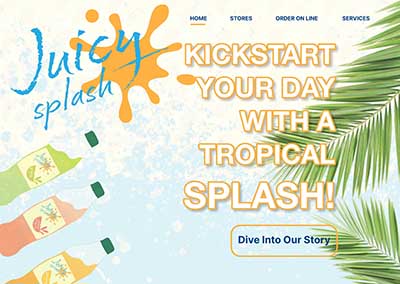 Juicy
splash
HOME STORES ORDER ON LINE SERVICES
KICKSTART
YOUR DAY
WITH A
TROPICAL
SPLASH!
Dive Into Our Story